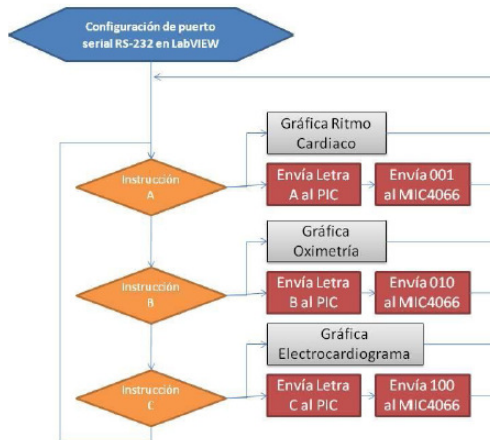 Configuración de puerto
serial RS-232 en LabVIEW
Gráfica Ritmo
Cardiaco
Instrucción
A
Envía Letra
A al PIC
Envía 001
al MIC4066
Gráfica
Oximetría
Instrucción
B
Envía Letra
B al PIC
Envía 010
al MIC4066
Gráfica
Electrocardiograma
Instrucción
C
Envía Letra
C al PIC
Envía 100
al MIC4066